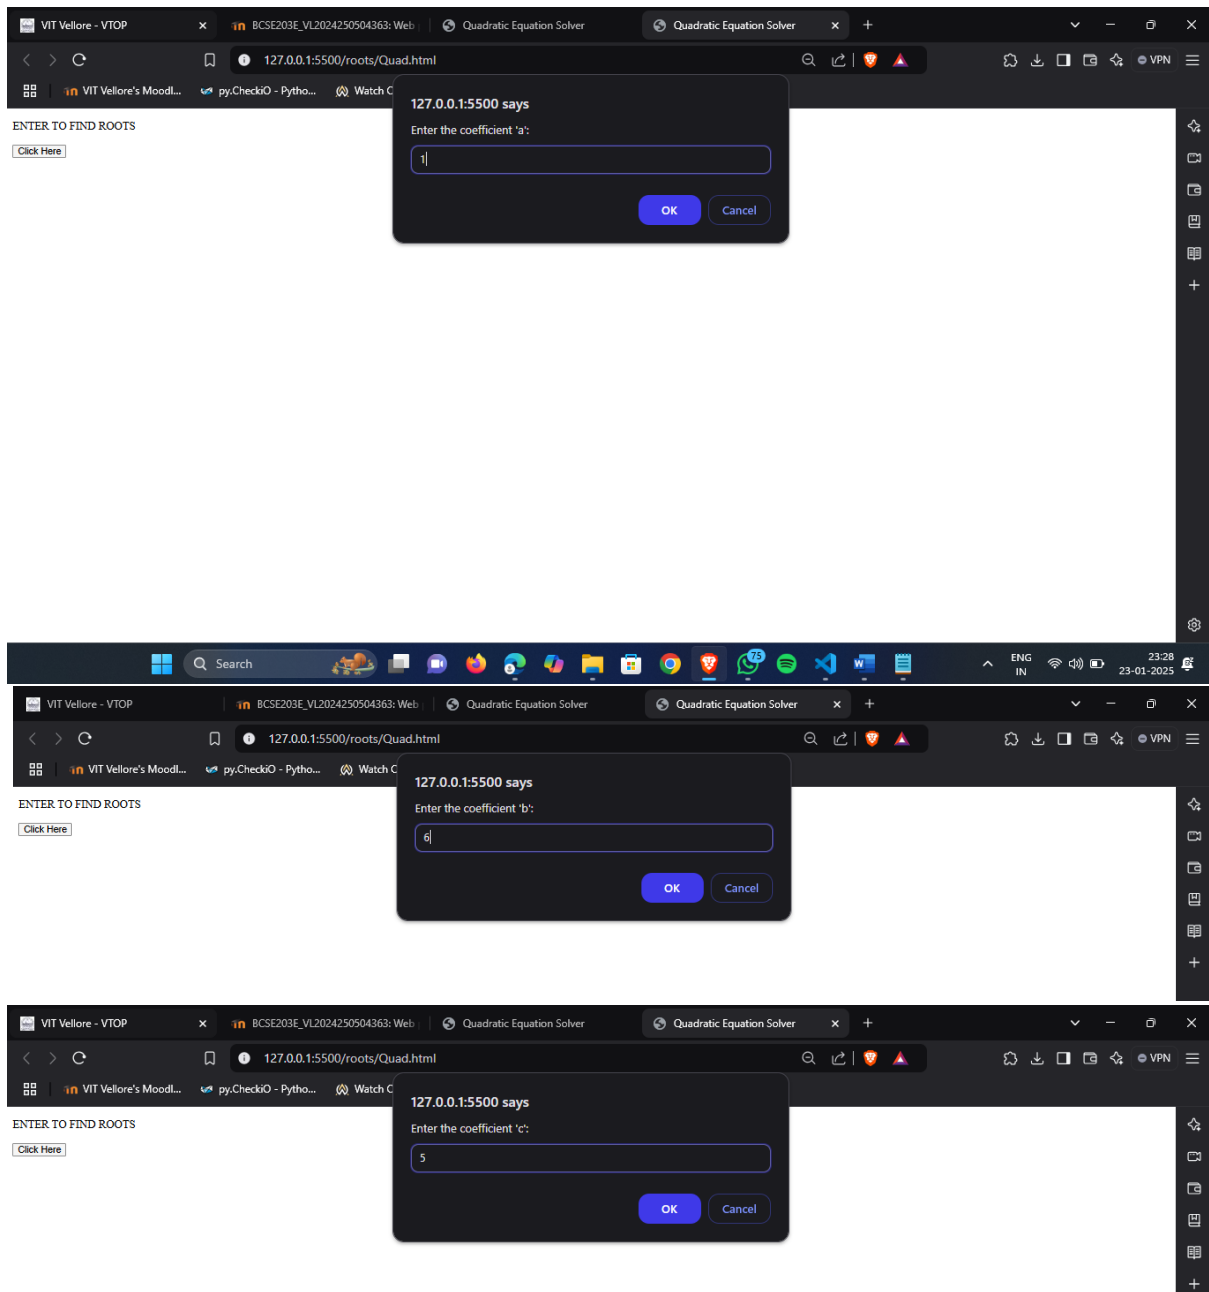 VIT Vellore - VTOP
BCSE203E_VL2024250504363: Web
Quadratic Equation Solver
Quadratic Equation Solver
127.0.0.1:5500/roots/Quad.html
VPN
VIT Vellore's Moodl...
py.CheckiO - Pytho...
Watch C
127.0.0.1:5500 says
Enter the coefficient 'a':
1
OK
Cancel
ENTER TO FIND ROOTS
Click Here
Search
75
ENG
IN
23:28
23-01-2025
VIT Vellore - VTOP
BCSE203E_VL2024250504363: Web
Quadratic Equation Solver
Quadratic Equation Solver
127.0.0.1:5500/roots/Quad.html
VPN
VIT Vellore's Moodl...
py.CheckiO - Pytho...
Watch C
127.0.0.1:5500 says
Enter the coefficient 'b':
6
OK
Cancel
ENTER TO FIND ROOTS
Click Here
VIT Vellore - VTOP
BCSE203E_VL2024250504363: Web
Quadratic Equation Solver
Quadratic Equation Solver
127.0.0.1:5500/roots/Quad.html
VPN
VIT Vellore's Moodl...
py.CheckiO - Pytho...
Watch C
127.0.0.1:5500 says
Enter the coefficient 'c':
5
OK
Cancel
ENTER TO FIND ROOTS
Click Here